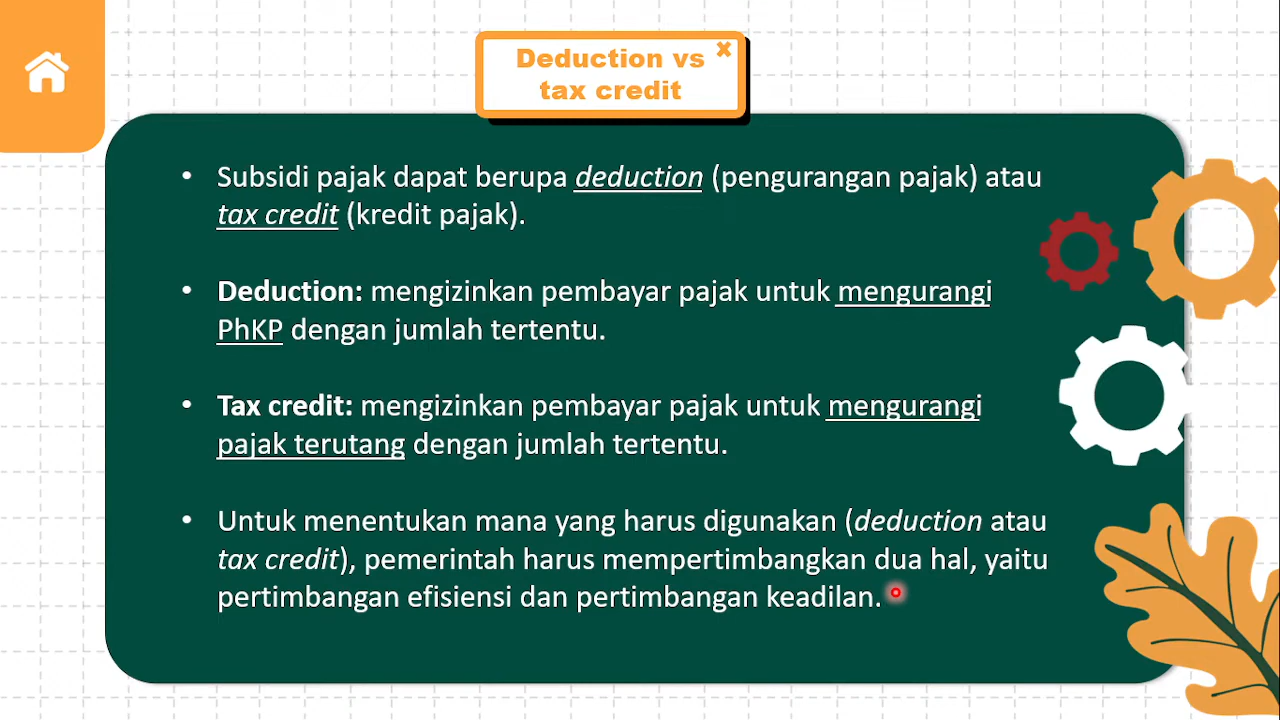 Deduction vs
tax credit
• Subsidi pajak dapat berupa deduction (pengurangan pajak) atau
tax credit (kredit pajak).
• Deduction: mengizinkan pembayar pajak untuk mengurangi
PhKP dengan jumlah tertentu.
• Tax credit: mengizinkan pembayar pajak untuk mengurangi
pajak terutang dengan jumlah tertentu.
• Untuk menentukan mana yang harus digunakan (deduction atau
tax credit), pemerintah harus mempertimbangkan dua hal, yaitu
pertimbangan efisiensi dan pertimbangan keadilan.